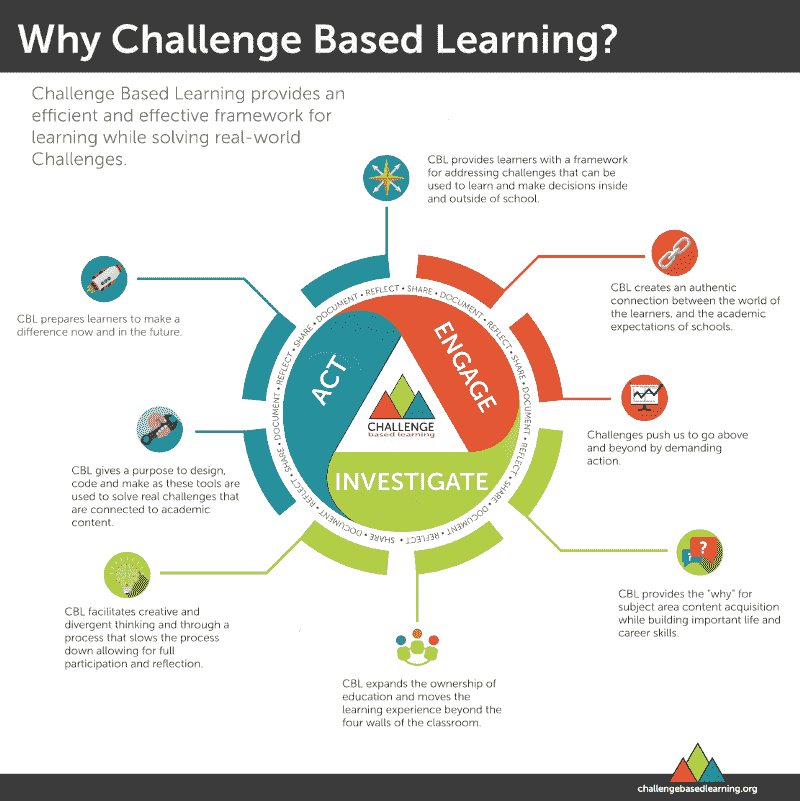 Why Challenge Based Learning?
Challenge Based Learning provides an
efficient and effective framework for
learning while solving real-world
Challenges.
CBL provides learners with a framework
for addressing challenges that can be
used to learn and make decisions inside
and outside of school.
CBL creates an authentic
connection between the world of
the learners, and the academic
expectations of schools.
Challenges push us to go above
and beyond by demanding
action.
CBL provides the "why" for
subject area content acquisition
while building important life and
career skills.
CBL expands the ownership of
education and moves the
learning experience beyond the
four walls of the classroom.
CBL facilitates creative and
divergent thinking and through a
process that slows the process
down allowing for full
participation and reflection.
CBL gives a purpose to design,
code and make as these tools are
used to solve real challenges that
are connected to academic
content.
CBL prepares learners to make a
difference now and in the future.
REFLECT • SHARE • DOCUMENT • REFLECT • SHARE • DOCUMENT • REFLECT • SHARE • DOCUMENT • REFLECT • SHARE • DOCUMENT • REFLECT • SHARE • DOCUMENT • REFLECT • SHARE • DOCUMENT •
ACT
ENGAGE
INVESTIGATE
CHALLENGE
based learning
?
challengebasedlearning.org